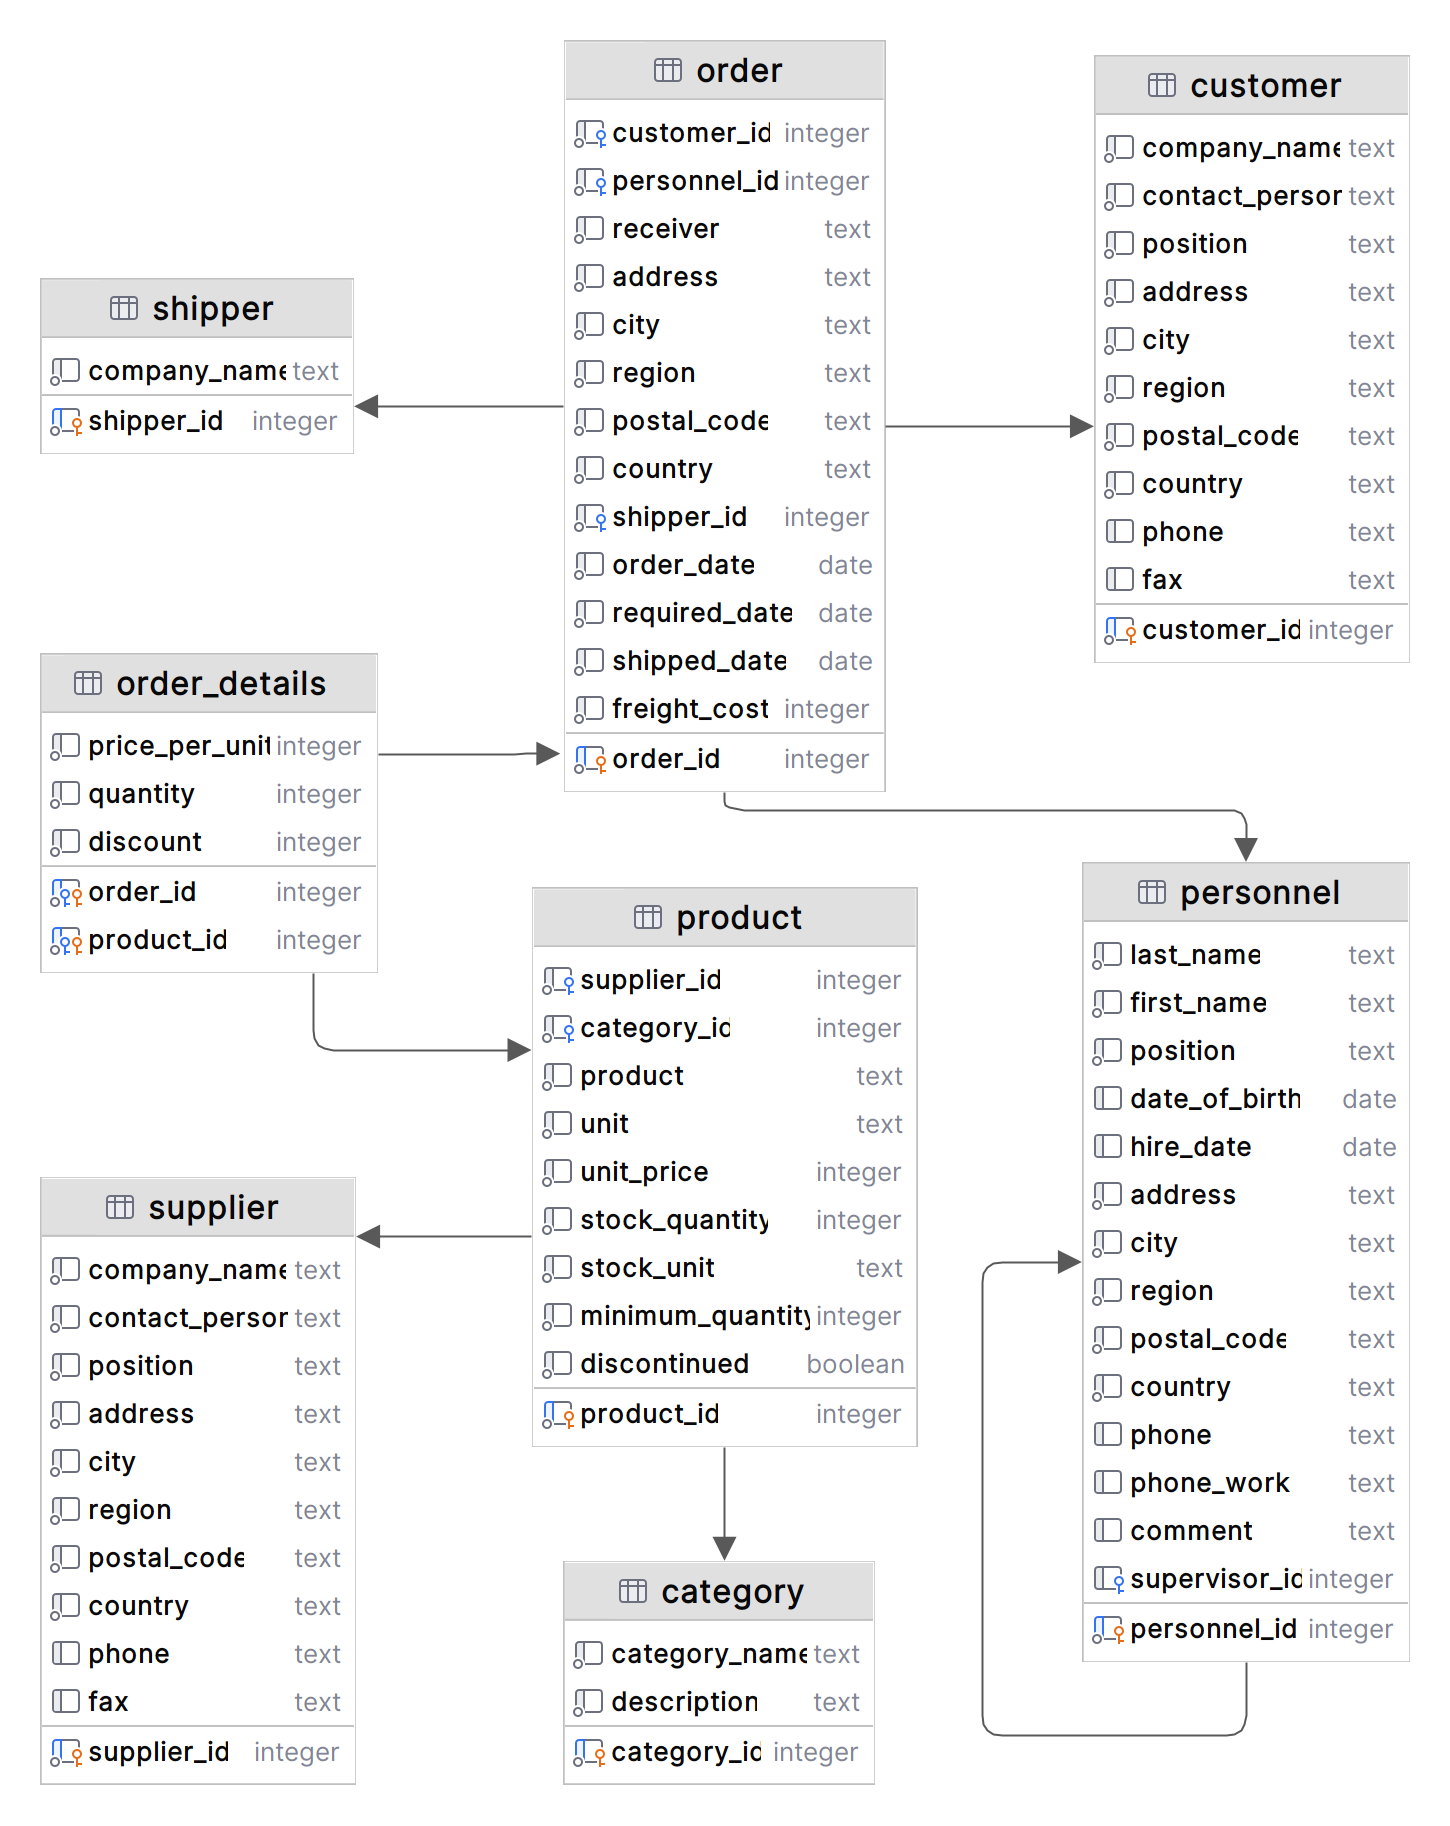 order
customer_id integer
personnel_id integer
receiver text
address text
city text
region text
postal_code text
country text
shipper_id integer
order_date date
required_date date
shipped_date date
freight_cost integer
order_id integer
customer
company_name text
contact_person text
position text
address text
city text
region text
postal_code text
country text
phone text
fax text
customer_id integer
shipper
company_name text
shipper_id integer
order_details
price_per_unit integer
quantity integer
discount integer
order_id integer
product_id integer
product
supplier_id integer
category_id integer
product text
unit text
unit_price integer
stock_quantity integer
stock_unit text
minimum_quantity integer
discontinued boolean
product_id integer
personnel
last_name text
first_name text
position text
date_of_birth date
hire_date date
address text
city text
region text
postal_code text
country text
phone text
phone_work text
comment text
supervisor_id integer
personnel_id integer
supplier
company_name text
contact_person text
position text
address text
city text
region text
postal_code text
country text
phone text
fax text
supplier_id integer
category
category_name text
description text
category_id integer